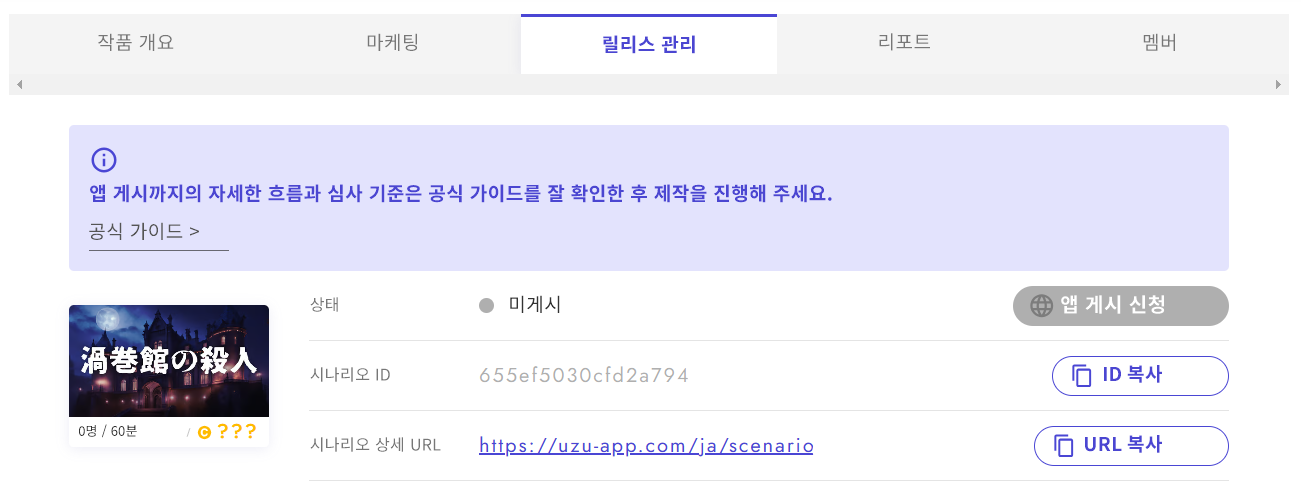 작품 개요
마케팅
릴리스 관리
리포트
멤버
앱 게시까지의 자세한 흐름과 심사 기준은 공식 가이드를 잘 확인한 후 제작을 진행해 주세요.
공식 가이드 >
상태
미게시
앱 게시 신청
渦巻館の殺人
0명 / 60분
/ C ???
시나리오 ID
655ef5030cfd2a794
ID 복사
시나리오 상세 URL
https://uzu-app.com/ja/scenario
URL 복사